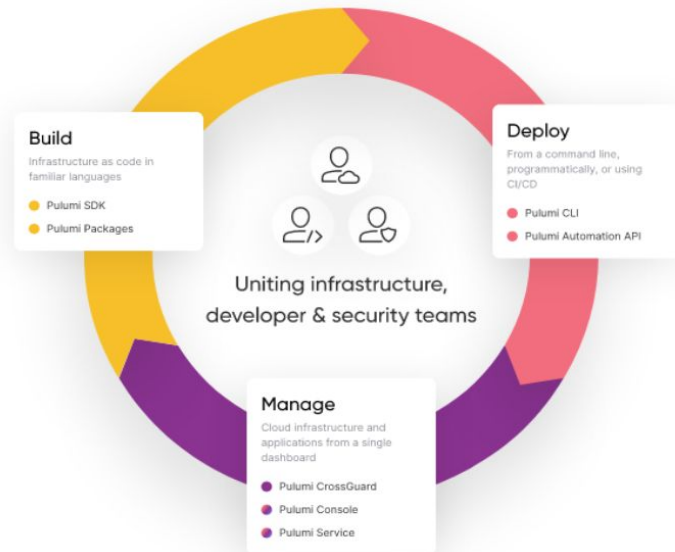 Build
Infrastructure as code in
familiar languages
Pulumi SDK
Pulumi Packages
Deploy
From a command line,
programmatically, or using
CI/CD
Pulumi CLI
Pulumi Automation API
Uniting infrastructure,
developer & security teams
Manage
Cloud infrastructure and
applications from a single
dashboard
Pulumi CrossGuard
Pulumi Console
Pulumi Service